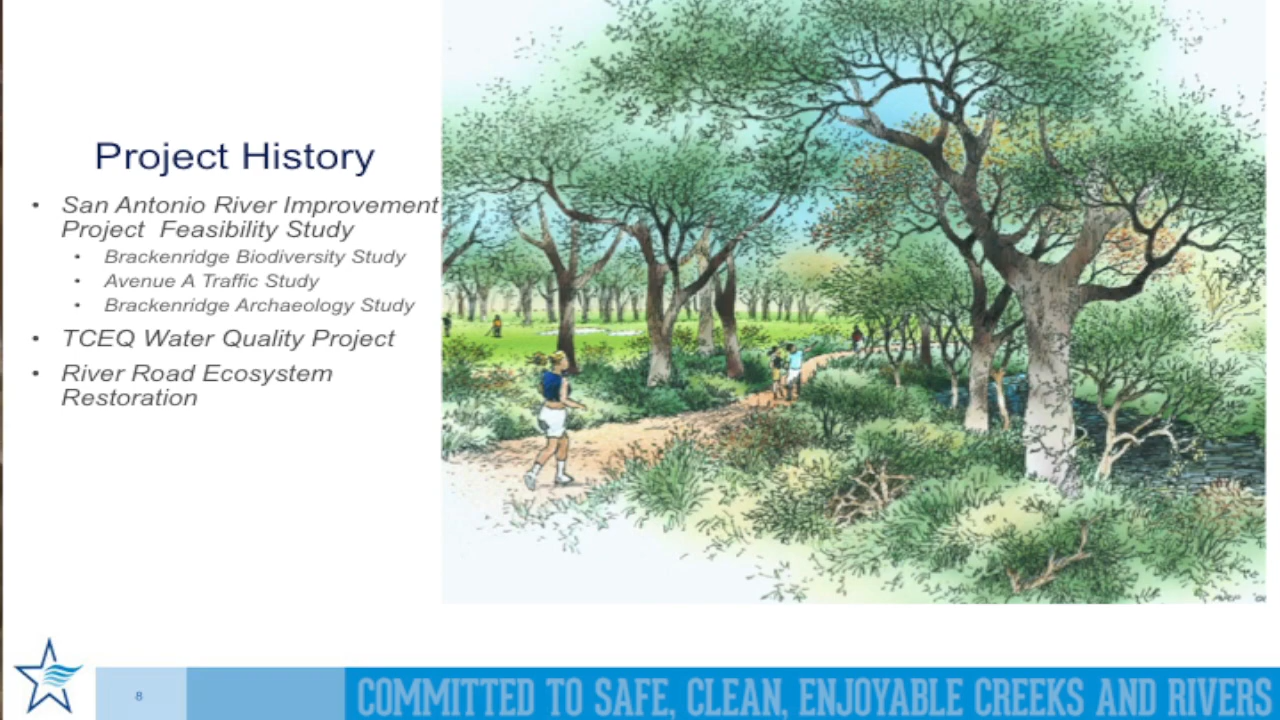 Project History
• San Antonio River Improvement
Project Feasibility Study
• Brackenridge Biodiversity Study
• Avenue A Traffic Study
• Brackenridge Archaeology Study
• TCEQ Water Quality Project
• River Road Ecosystem
Restoration
8
COMMITTED TO SAFE, CLEAN, ENJOYABLE CREEKS AND RIVERS